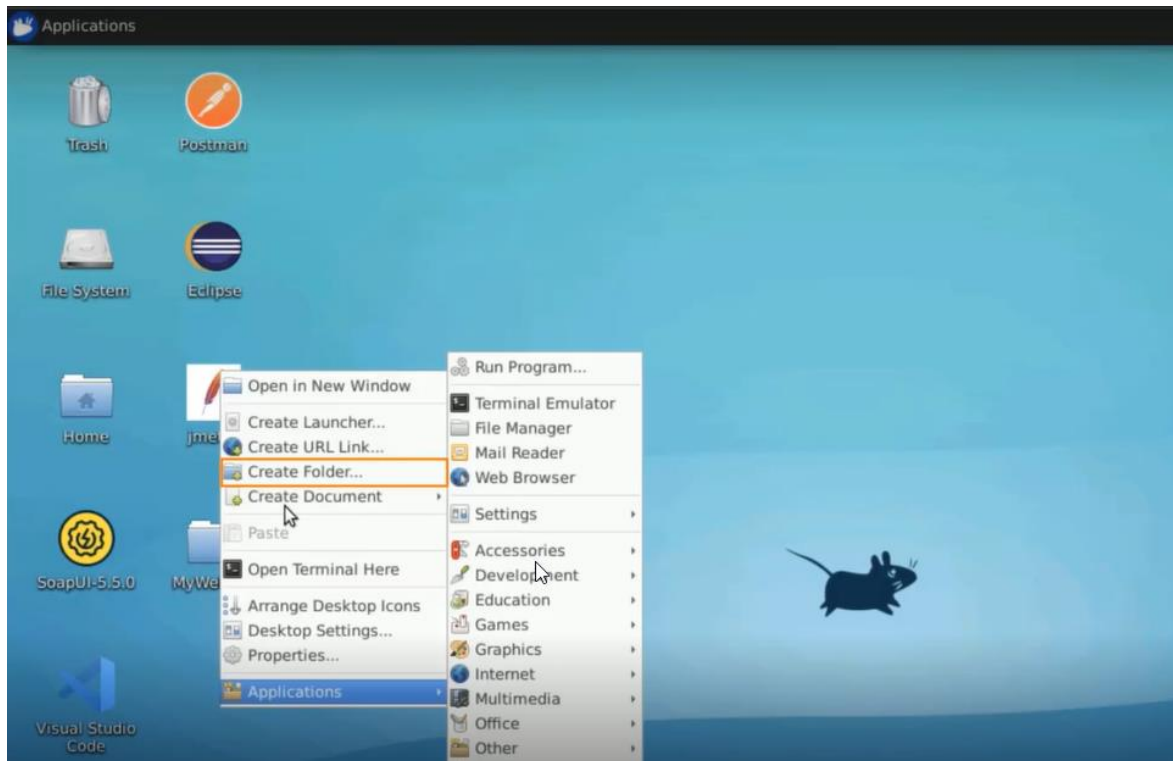 Applications
Trash
Postman
File System
Eclipse
Home
jme
SoapUI-5.5.0
MyWe
Visual Studio
Code
Open in New Window
Create Launcher...
Create URL Link...
Create Folder...
Create Document
Paste
Open Terminal Here
Arrange Desktop Icons
Desktop Settings...
Properties...
Applications
Run Program...
Terminal Emulator
File Manager
Mail Reader
Web Browser
Settings
Accessories
Development
Education
Games
Graphics
Internet
Multimedia
Office
Other